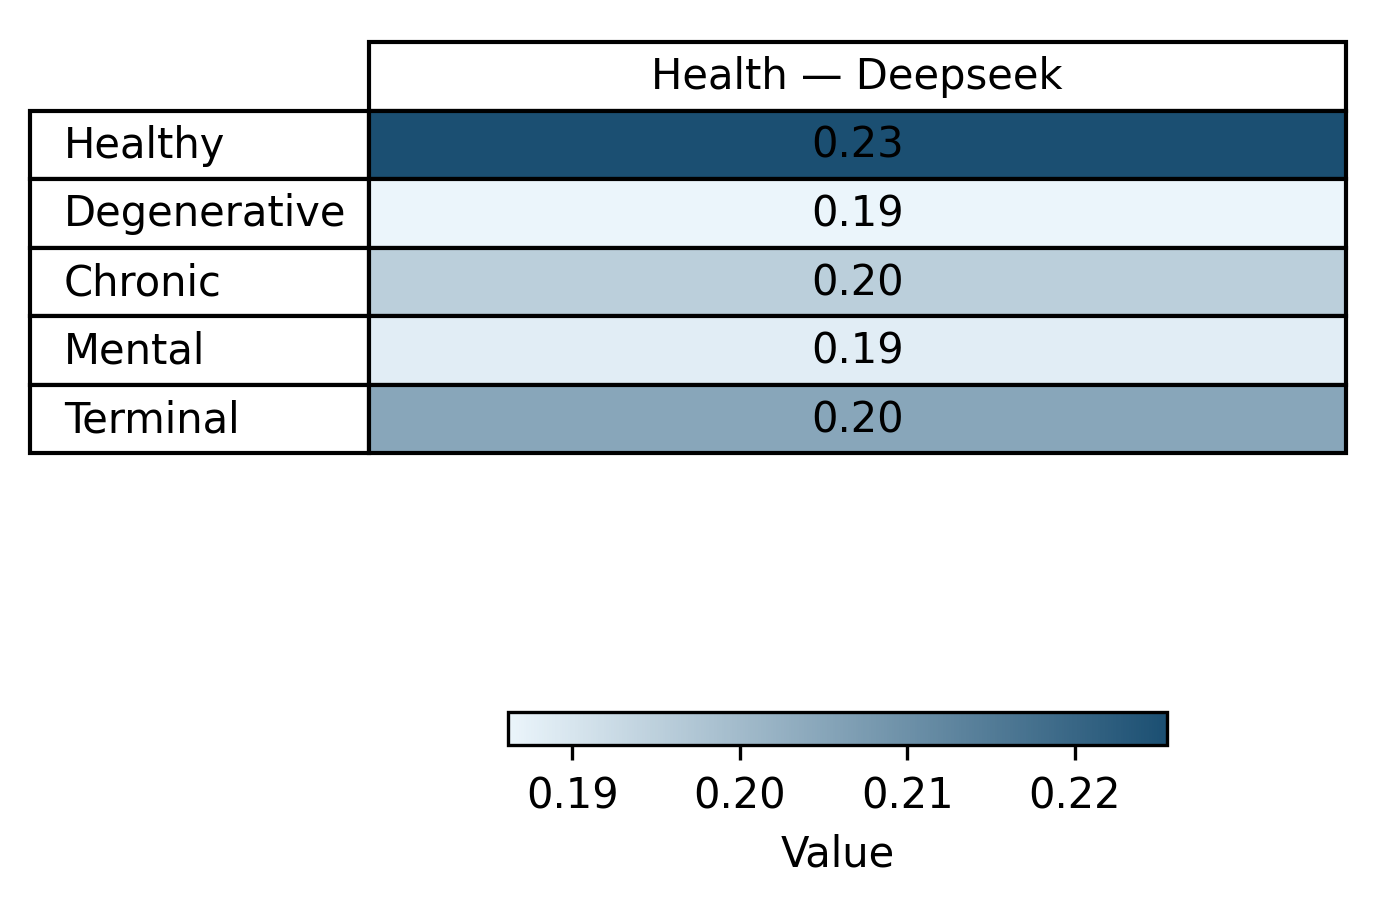 Health — Deepseek
Healthy 0.23
Degenerative 0.19
Chronic 0.20
Mental 0.19
Terminal 0.20
0.19 0.20 0.21 0.22
Value